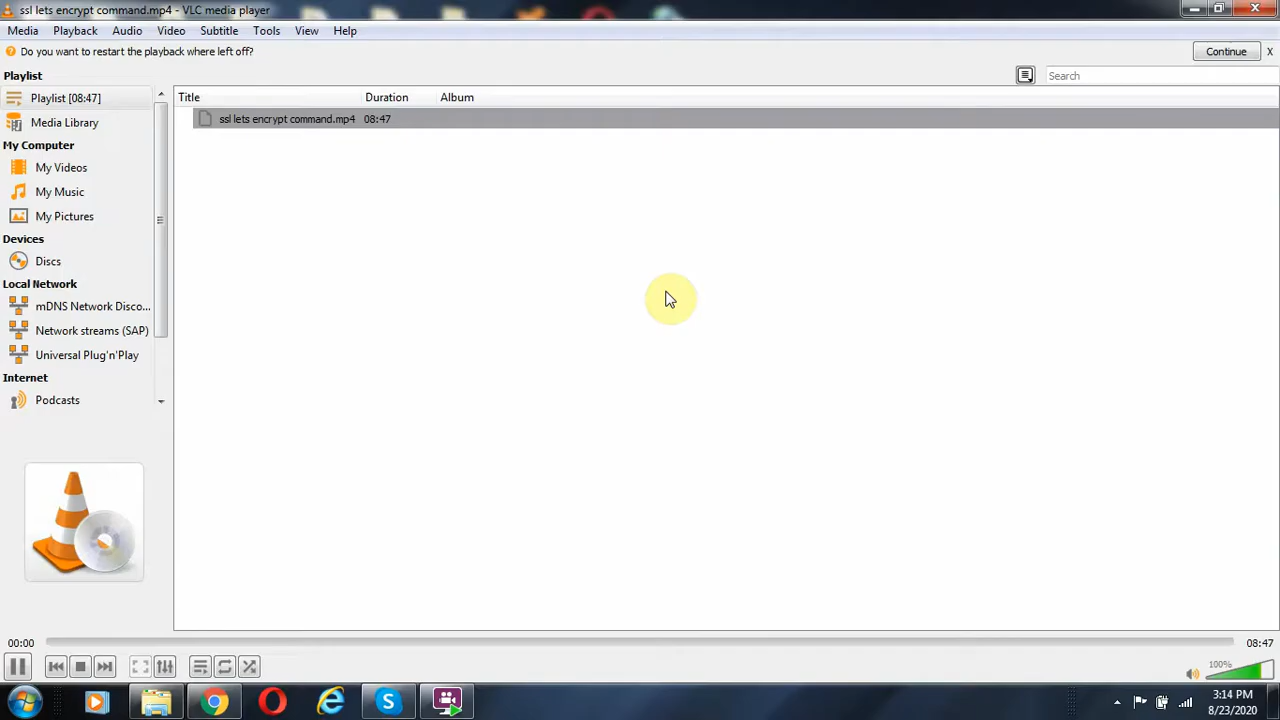 ssl lets encrypt command.mp4 - VLC media player
Media Playback Audio Video Subtitle Tools View Help
Do you want to restart the playback where left off? Continue X
Playlist
Search
Playlist [08:47]
Title Duration Album
ssl lets encrypt command.mp4 08:47
Media Library
My Computer
My Videos
My Music
My Pictures
Devices
Discs
Local Network
mDNS Network Disco...
Network streams (SAP)
Universal Plug'n'Play
Internet
Podcasts
00:00 08:47
100%
3:14 PM
8/23/2020